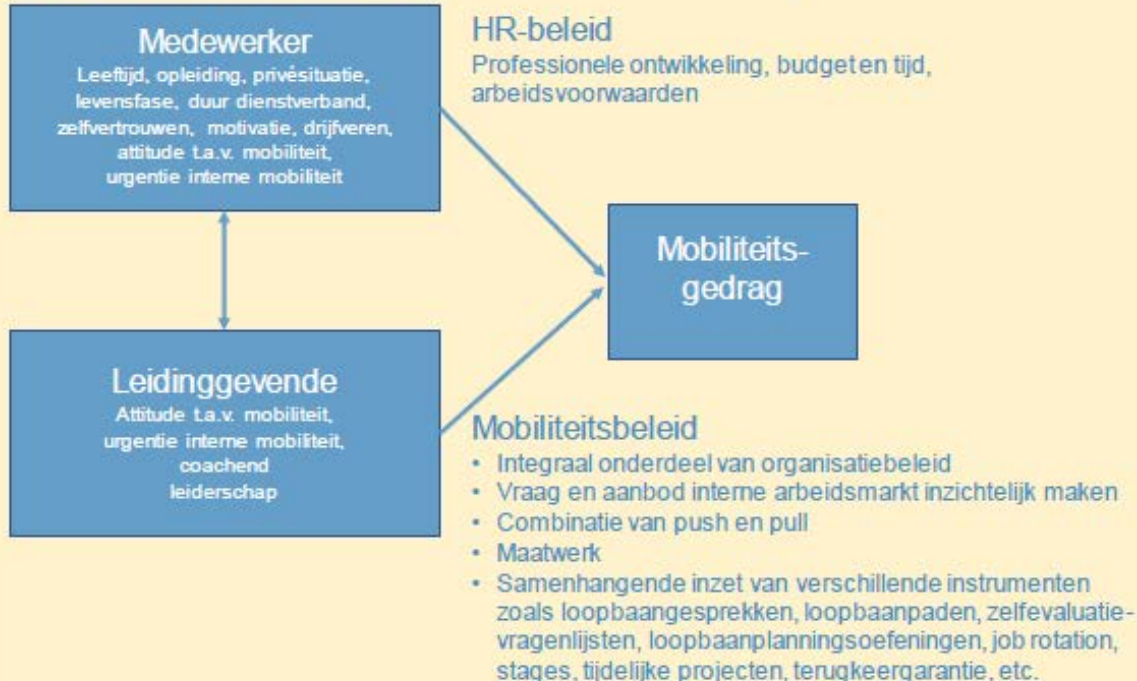 Medewerker
Leeftijd, opleiding, privésituatie,
levensfase, duur dienstverband,
zelfvertrouwen, motivatie, drijfveren,
attitude t.a.v. mobiliteit,
urgentie interne mobiliteit
HR-beleid
Professionele ontwikkeling, budget en tijd,
arbeidsvoorwaarden
Mobiliteits-
gedrag
Leidinggevende
Attitude t.a.v. mobiliteit,
urgentie interne mobiliteit,
coachend
leiderschap
Mobiliteitsbeleid
• Integraal onderdeel van organisatiebeleid
• Vraag en aanbod interne arbeidsmarkt inzichtelijk maken
• Combinatie van push en pull
• Maatwerk
• Samenhangende inzet van verschillende instrumenten
zoals loopbaangesprekken, loopbaanpaden, zelfevaluatie-
vragenlijsten, loopbaanplanningsoefeningen, job rotation,
stages, tijdelijke projecten, terugkeergarantie, etc.